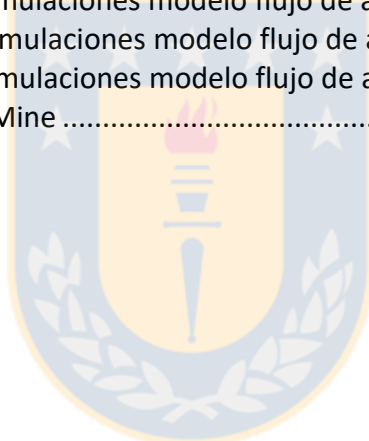 mulaciones modelo flujo de a
mulaciones modelo flujo de a
mulaciones modelo flujo de a
Mine ....................................